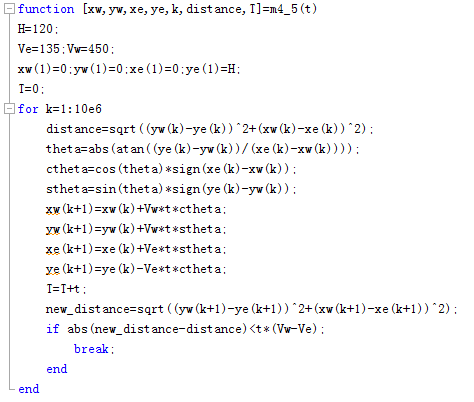 function [xw,yw,xe,ye,k,distance,T]=m4_5(t)
H=120;
Ve=135;Vw=450;
xw(1)=0;yw(1)=0;xe(1)=0;ye(1)=H;
T=0;
for k=1:10e6
distance=sqrt((yw(k)-ye(k))^2+(xw(k)-xe(k))^2);
theta=abs(atan((ye(k)-yw(k))/(xe(k)-xw(k))));
ctheta=cos(theta)*sign(xe(k)-xw(k));
stheta=sin(theta)*sign(ye(k)-yw(k));
xw(k+1)=xw(k)+Vw*t*ctheta;
yw(k+1)=yw(k)+Vw*t*stheta;
xe(k+1)=xe(k)+Ve*t*stheta;
ye(k+1)=ye(k)-Ve*t*ctheta;
T=T+t;
new_distance=sqrt((yw(k+1)-ye(k+1))^2+(xw(k+1)-xe(k+1))^2);
if abs(new_distance-distance)<t*(Vw-Ve);
break;
end
end